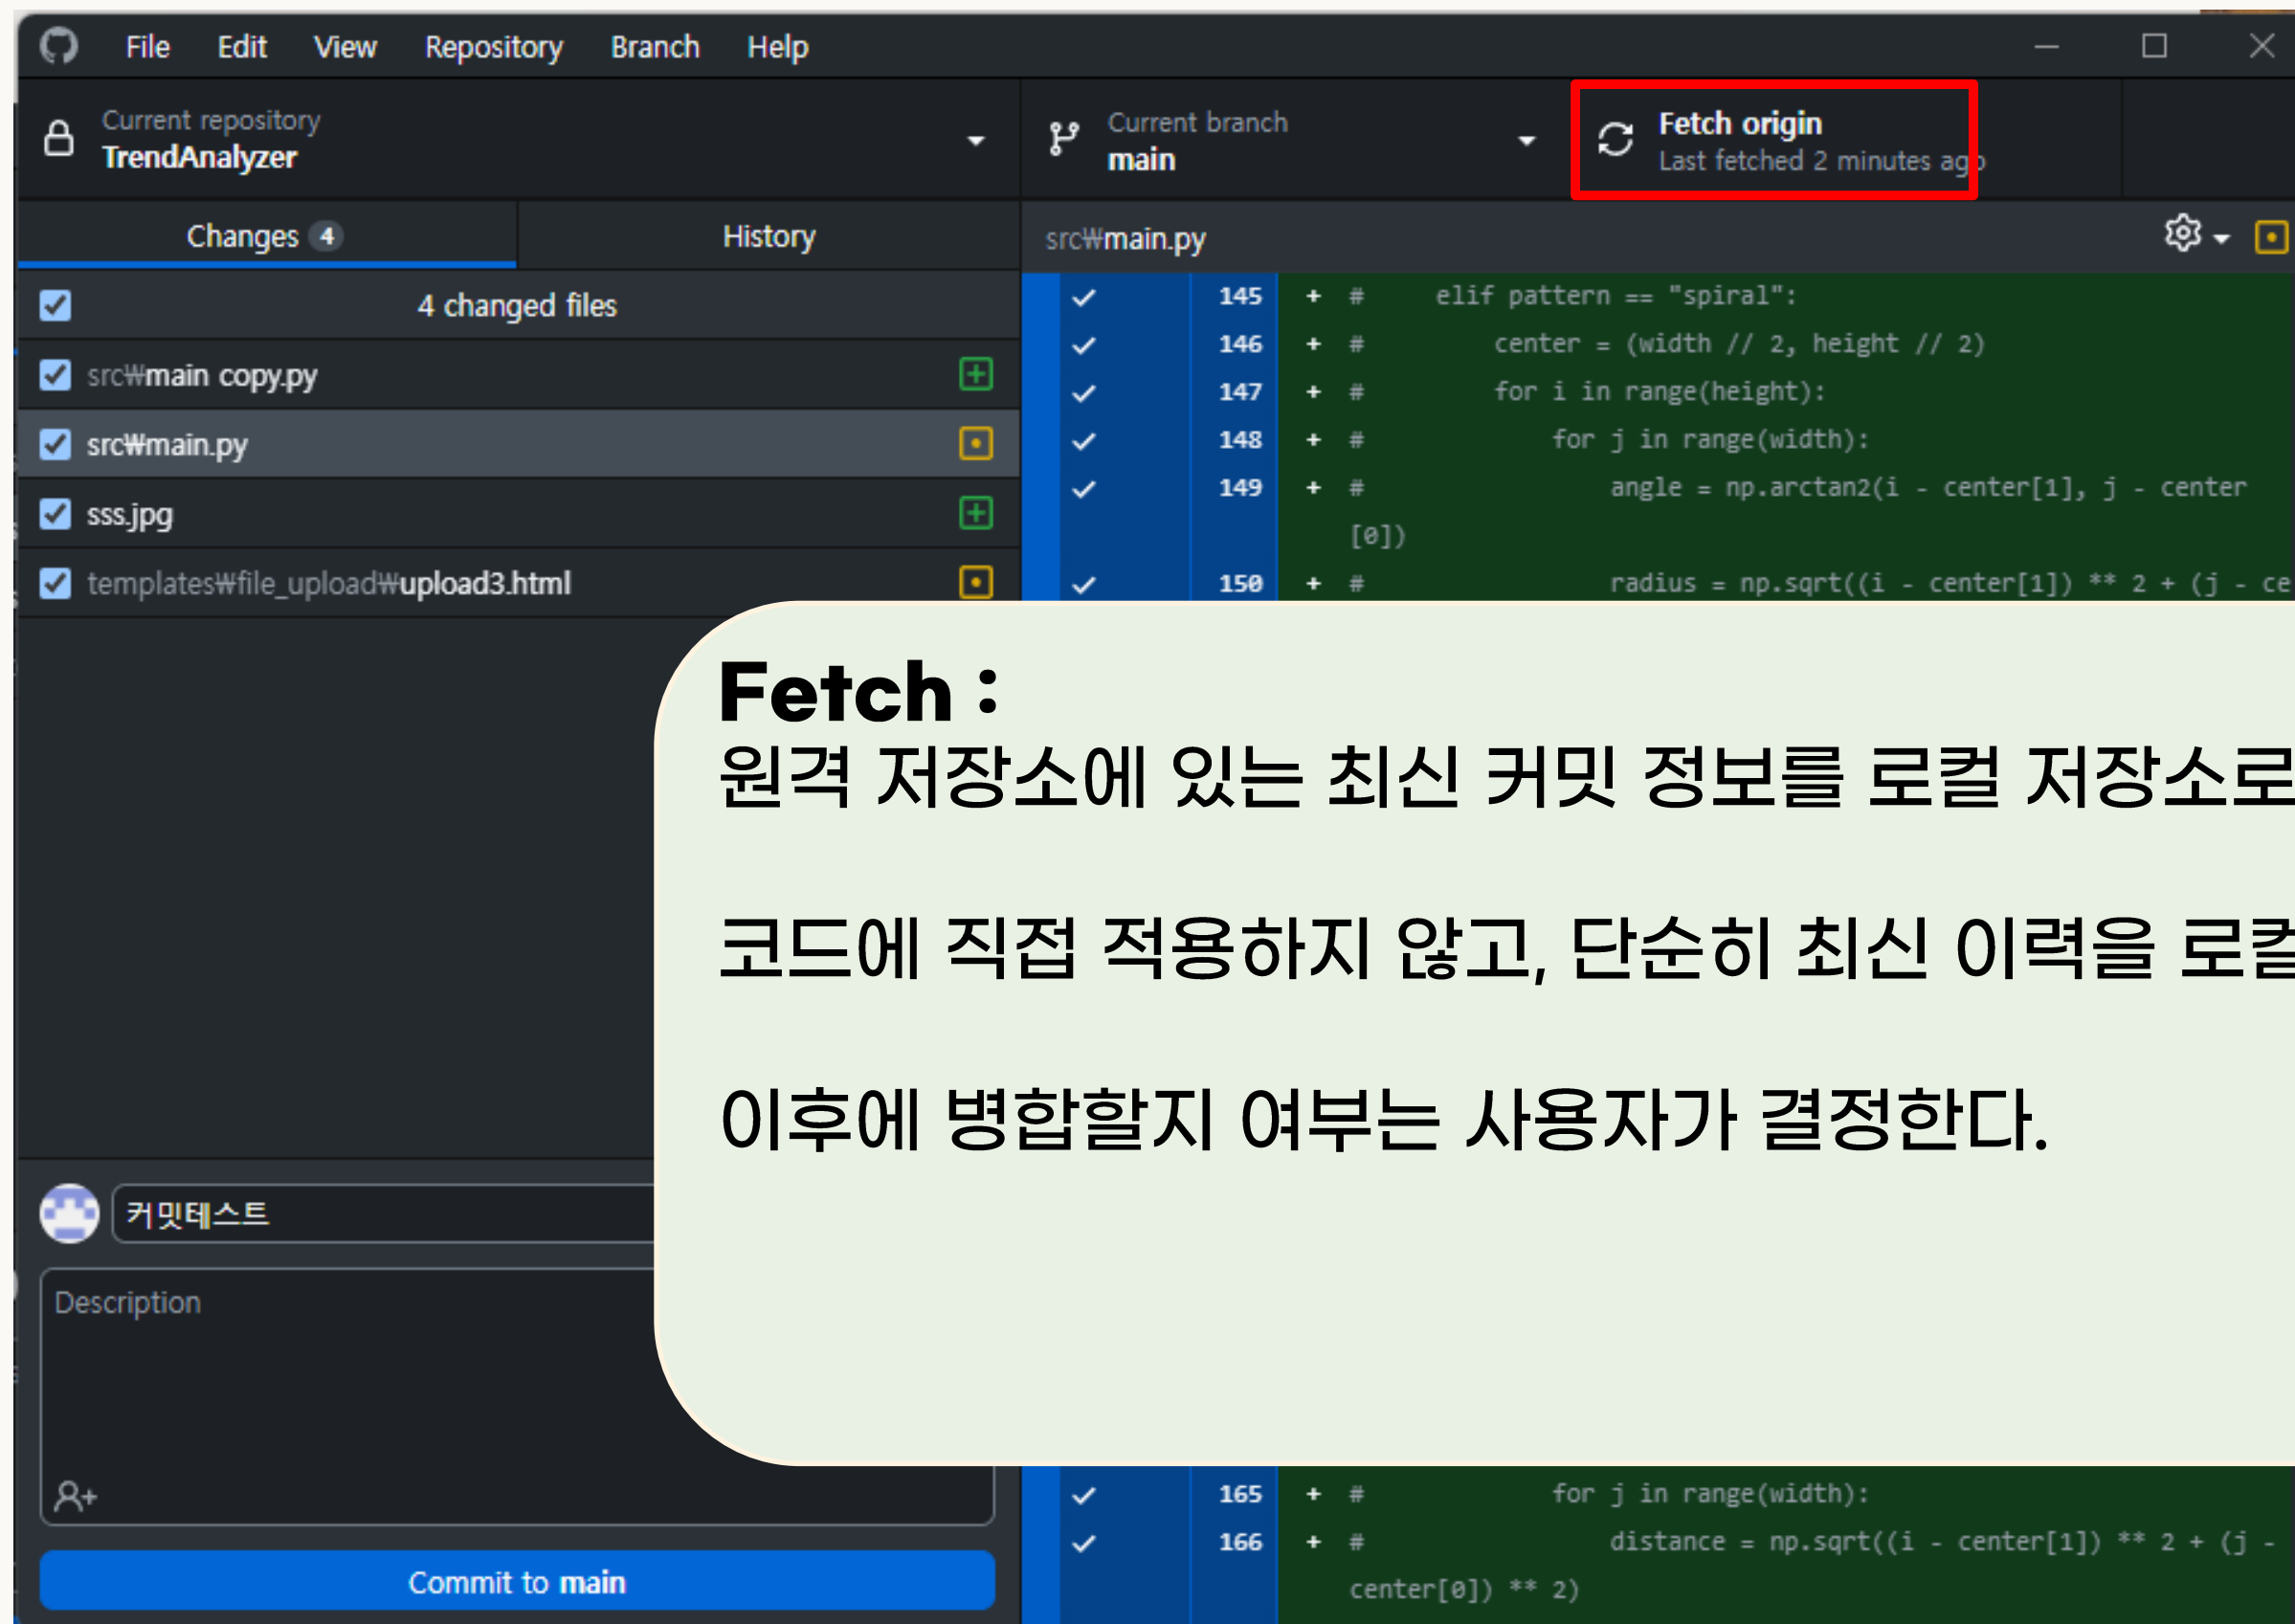 File Edit View Repository Branch Help
Current repository
TrendAnalyzer
Current branch
main
Fetch origin
Last fetched 2 minutes ago
Changes 4
History
src₩main.py
4 changed files
src₩main copy.py
src₩main.py
sss.jpg
templates₩file_upload₩upload3.html
145 + # elif pattern == "spiral":
146 + # center = (width // 2, height // 2)
147 + # for i in range(height):
148 + # for j in range(width):
149 + # angle = np.arctan2(i - center[1], j - center
[0])
150 + # radius = np.sqrt((i - center[1]) ** 2 + (j - ce
Fetch :
원격 저장소에 있는 최신 커밋 정보를 로컬 저장소로
코드에 직접 적용하지 않고, 단순히 최신 이력을 로컬
이후에 병합할지 여부는 사용자가 결정한다.
커밋테스트
Description
Commit to main
165 + # for j in range(width):
166 + # distance = np.sqrt((i - center[1]) ** 2 + (j -
center[0]) ** 2)